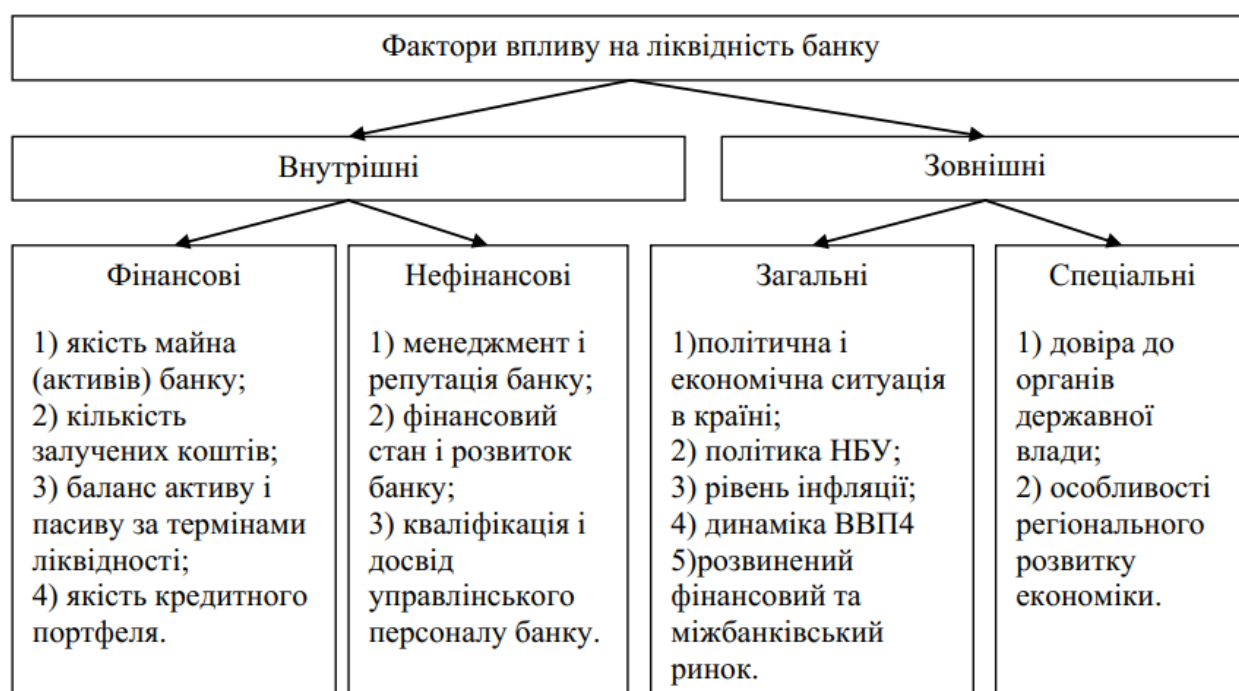 Фактори впливу на ліквідність банку
Внутрішні
Зовнішні
Фінансові
1) якість майна
(активів) банку;
2) кількість
залучених коштів;
3) баланс активу і
пасиву за термінами
ліквідності;
4) якість кредитного
портфеля.
Нефінансові
1) менеджмент і
репутація банку;
2) фінансовий
стан і розвиток
банку;
3) кваліфікація і
досвід
управлінського
персоналу банку.
Загальні
1)політична і
економічна ситуація
в країні;
2) політика НБУ;
3) рівень інфляції;
4) динаміка ВВП4
5)розвинений
фінансовий та
міжбанківський
ринок.
Спеціальні
1) довіра до
органів
державної
влади;
2) особливості
регіонального
розвитку
економіки.